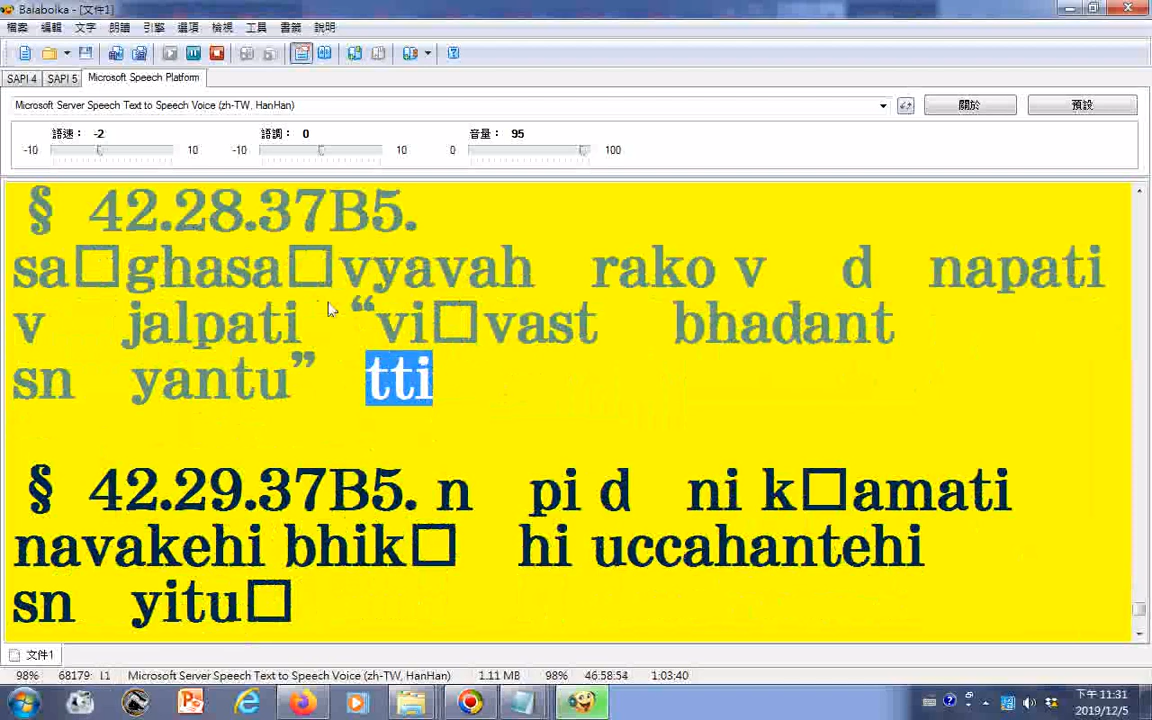 Balabolka - [文件1]
檔案 編輯 文字 朗讀 引擎 選項 檢視 工具 書籤 說明
SAPI 4 SAPI 5 Microsoft Speech Platform
Microsoft Server Speech Text to Speech Voice (zh-TW, HanHan) 關於 預設
語速： -2 語調： 0 音量： 95
-10 10 -10 10 0 100
§ 42.28.37B5.
sa□ghasa□vyavah rako v d napati
v jalpati “vi□vast bhadant
sn yantu” tti
§ 42.29.37B5. n pi d ni k□amati
navakehi bhik□ hi uccahantehi
sn yitu□
文件1
98% 68179: 11 Microsoft Server Speech Text to Speech Voice (zh-TW, HanHan) 1.11 MB 98% 46:58:54 1:03:40
下午 11:31
2019/12/5